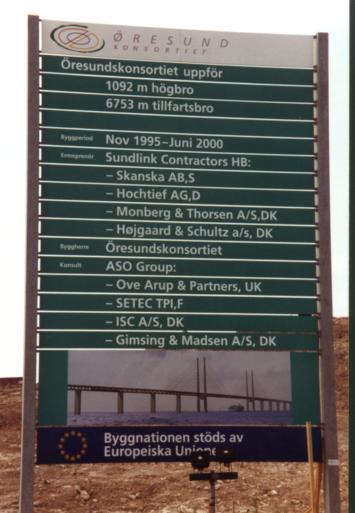 ÖRESUND
KONSORTIET
Öresundskonsortiet uppför
1092 m högbro
6753 m tillfartsbro
Byggperiod Nov 1995–Juni 2000
Entreprenör Sundlink Contractors HB:
– Skanska AB,S
– Hochtief AG,D
– Monberg & Thorsen A/S,DK
– Højgaard & Schultz a/s, DK
Byggherre Öresundskonsortiet
Konsult ASO Group:
– Ove Arup & Partners, UK
– SETEC TPI,F
– ISC A/S, DK
– Gimsing & Madsen A/S, DK
Byggnationen stöds av
Europeiska Unionen